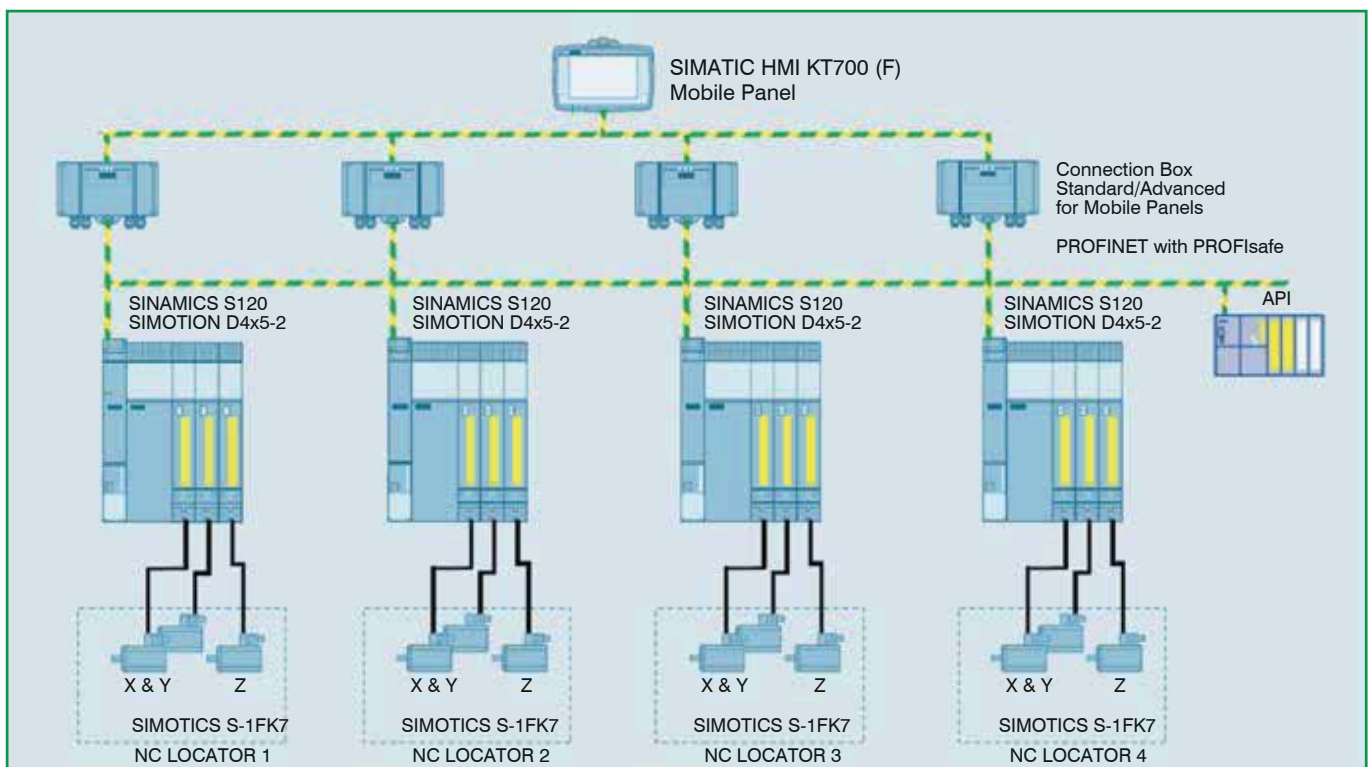 SIMATIC HMI KT700 (F)
Mobile Panel
Connection Box
Standard/Advanced
for Mobile Panels
PROFINET with PROFIsafe
SINAMICS S120
SIMOTION D4x5-2
SINAMICS S120
SIMOTION D4x5-2
SINAMICS S120
SIMOTION D4x5-2
SINAMICS S120
SIMOTION D4x5-2
API
X & Y
Z
X & Y
Z
X & Y
Z
X & Y
Z
SIMOTICS S-1FK7
SIMOTICS S-1FK7
SIMOTICS S-1FK7
SIMOTICS S-1FK7
NC LOCATOR 1
NC LOCATOR 2
NC LOCATOR 3
NC LOCATOR 4